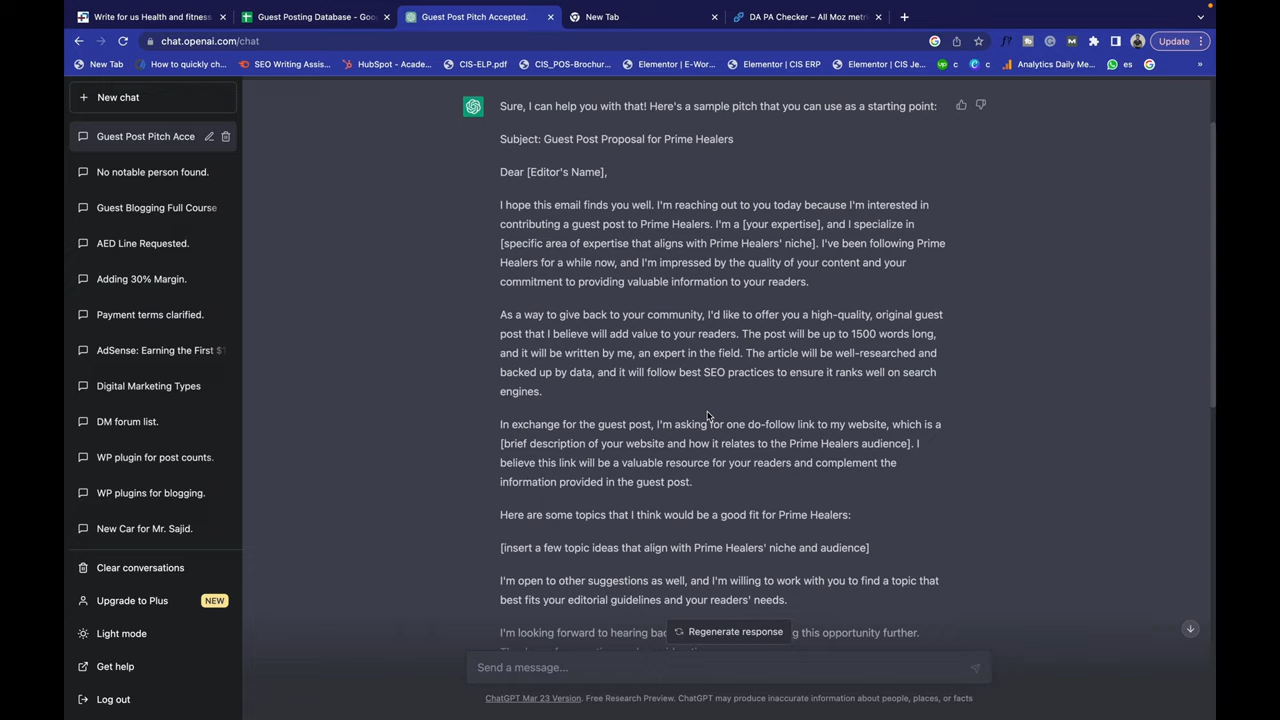 Write for us Health and fitness
Guest Posting Database - Goo
Guest Post Pitch Accepted.
New Tab
DA PA Checker – All Moz metri
chat.openai.com/chat
Update
New Tab
How to quickly ch...
SEO Writing Assis...
HubSpot - Acade...
CIS-ELP.pdf
CIS_POS-Brochur...
Elementor | E-Wor...
Elementor | CIS ERP
Elementor | CIS Je...
c
c
Analytics Daily Me...
es
»
New chat
Guest Post Pitch Acce
No notable person found.
Guest Blogging Full Course
AED Line Requested.
Adding 30% Margin.
Payment terms clarified.
AdSense: Earning the First $1
Digital Marketing Types
DM forum list.
WP plugin for post counts.
WP plugins for blogging.
New Car for Mr. Sajid.
Clear conversations
Upgrade to Plus
NEW
Light mode
Get help
Log out
Sure, I can help you with that! Here's a sample pitch that you can use as a starting point:
Subject: Guest Post Proposal for Prime Healers
Dear [Editor's Name],
I hope this email finds you well. I'm reaching out to you today because I'm interested in
contributing a guest post to Prime Healers. I'm a [your expertise], and I specialize in
[specific area of expertise that aligns with Prime Healers' niche]. I've been following Prime
Healers for a while now, and I'm impressed by the quality of your content and your
commitment to providing valuable information to your readers.
As a way to give back to your community, I'd like to offer you a high-quality, original guest
post that I believe will add value to your readers. The post will be up to 1500 words long,
and it will be written by me, an expert in the field. The article will be well-researched and
backed up by data, and it will follow best SEO practices to ensure it ranks well on search
engines.
In exchange for the guest post, I'm asking for one do-follow link to my website, which is a
[brief description of your website and how it relates to the Prime Healers audience]. I
believe this link will be a valuable resource for your readers and complement the
information provided in the guest post.
Here are some topics that I think would be a good fit for Prime Healers:
[insert a few topic ideas that align with Prime Healers' niche and audience]
I'm open to other suggestions as well, and I'm willing to work with you to find a topic that
best fits your editorial guidelines and your readers' needs.
I'm looking forward to hearing bac g this opportunity further.
Regenerate response
Send a message...
ChatGPT Mar 23 Version. Free Research Preview. ChatGPT may produce inaccurate information about people, places, or facts